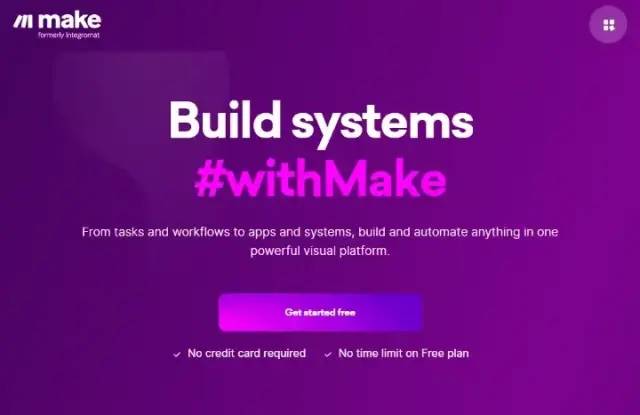 make
formerly Integromat
Build systems
#withMake
From tasks and workflows to apps and systems, build and automate anything in one
powerful visual platform.
Get started free
No credit card required
No time limit on Free plan